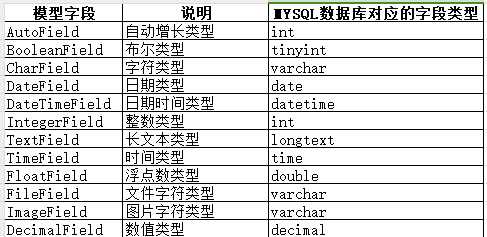 模型字段 说明 MYSQL数据库对应的字段类型
AutoField 自动增长类型 int
BooleanField 布尔类型 tinyint
CharField 字符类型 varchar
DateField 日期类型 date
DateTimeField 日期时间类型 datetime
IntegerField 整数类型 int
TextField 长文本类型 longtext
TimeField 时间类型 time
FloatField 浮点数类型 double
FileField 文件字符类型 varchar
ImageField 图片字符类型 varchar
DecimalField 数值类型 decimal